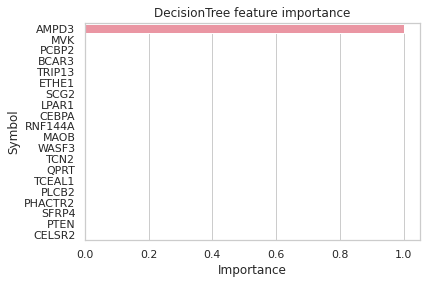 DecisionTree feature importance
AMPD3
MVK
PCBP2
BCAR3
TRIP13
ETHE1
SCG2
LPAR1
CEBPA
RNF144A
MAOB
WASF3
TCN2
QPRT
TCEAL1
PLCB2
PHACTR2
SFRP4
PTEN
CELSR2
Symbol
0.0 0.2 0.4 0.6 0.8 1.0
Importance